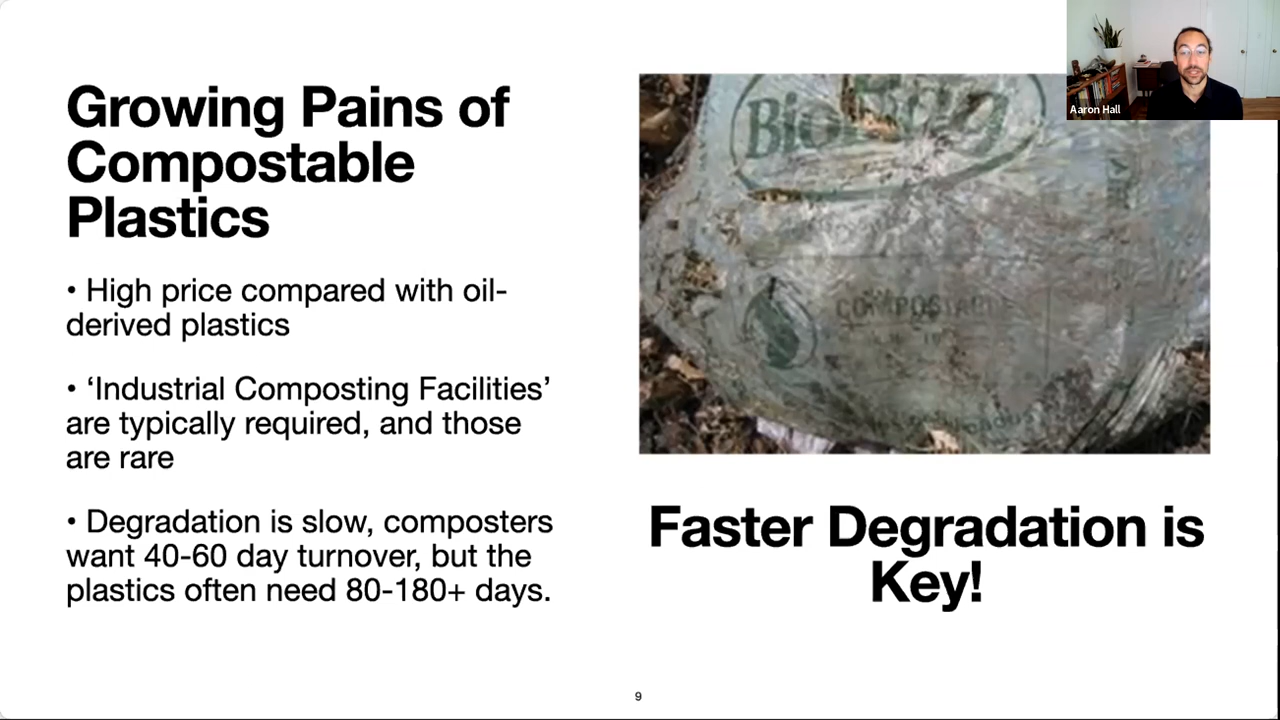 Growing Pains of
Compostable
Plastics
• High price compared with oil-
derived plastics
• ‘Industrial Composting Facilities’
are typically required, and those
are rare
• Degradation is slow, composters
want 40-60 day turnover, but the
plastics often need 80-180+ days.
BioBag
COMPOSTABLE
Aaron Hall
Faster Degradation is
Key!
9